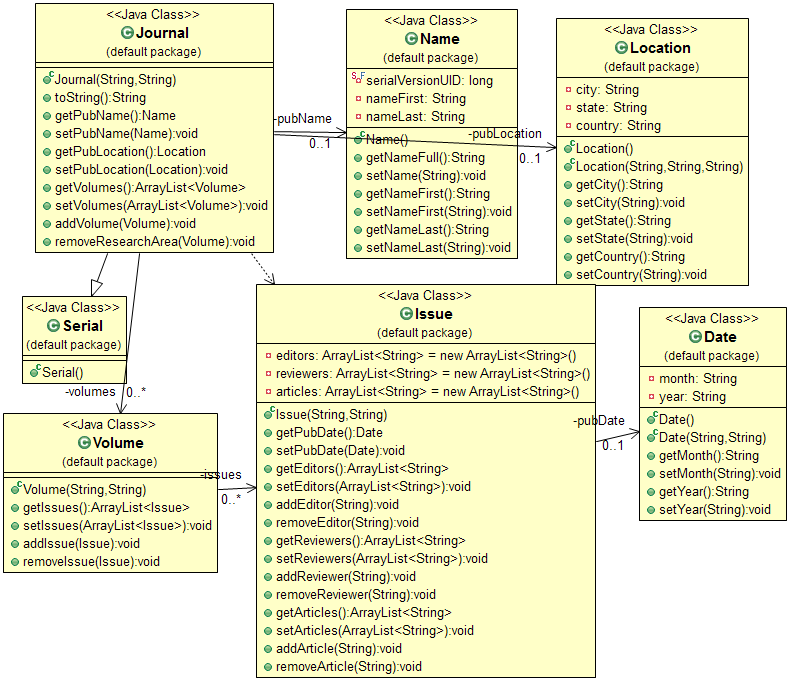 <<Java Class>>
Journal
(default package)
Journal(String,String)
toString():String
getPubName():Name
setPubName(Name):void
getPubLocation():Location
setPubLocation(Location):void
getVolumes():ArrayList<Volume>
setVolumes(ArrayList<Volume>):void
addVolume(Volume):void
removeResearchArea(Volume):void
<<Java Class>>
Name
(default package)
serialVersionUID: long
nameFirst: String
nameLast: String
Name()
getNameFull():String
setName(String):void
getNameFirst():String
setNameFirst(String):void
getNameLast():String
setNameLast(String):void
<<Java Class>>
Location
(default package)
city: String
state: String
country: String
Location()
Location(String,String,String)
getCity():String
setCity(String):void
getState():String
setState(String):void
getCountry():String
setCountry(String):void
-pubName
0..1
-pubLocation
0..1
<<Java Class>>
Serial
(default package)
Serial()
-volumes
0..*
<<Java Class>>
Volume
(default package)
Volume(String,String)
getIssues():ArrayList<Issue>
setIssues(ArrayList<Issue>):void
addIssue(Issue):void
removeIssue(Issue):void
-issues
0..*
<<Java Class>>
Issue
(default package)
editors: ArrayList<String> = new ArrayList<String>()
reviewers: ArrayList<String> = new ArrayList<String>()
articles: ArrayList<String> = new ArrayList<String>()
Issue(String,String)
getPubDate():Date
setPubDate(Date):void
getEditors():ArrayList<String>
setEditors(ArrayList<String>):void
addEditor(String):void
removeEditor(String):void
getReviewers():ArrayList<String>
setReviewers(ArrayList<String>):void
addReviewer(String):void
removeReviewer(String):void
getArticles():ArrayList<String>
setArticles(ArrayList<String>):void
addArticle(String):void
removeArticle(String):void
-pubDate
0..1
<<Java Class>>
Date
(default package)
month: String
year: String
Date()
Date(String,String)
getMonth():String
setMonth(String):void
getYear():String
setYear(String):void